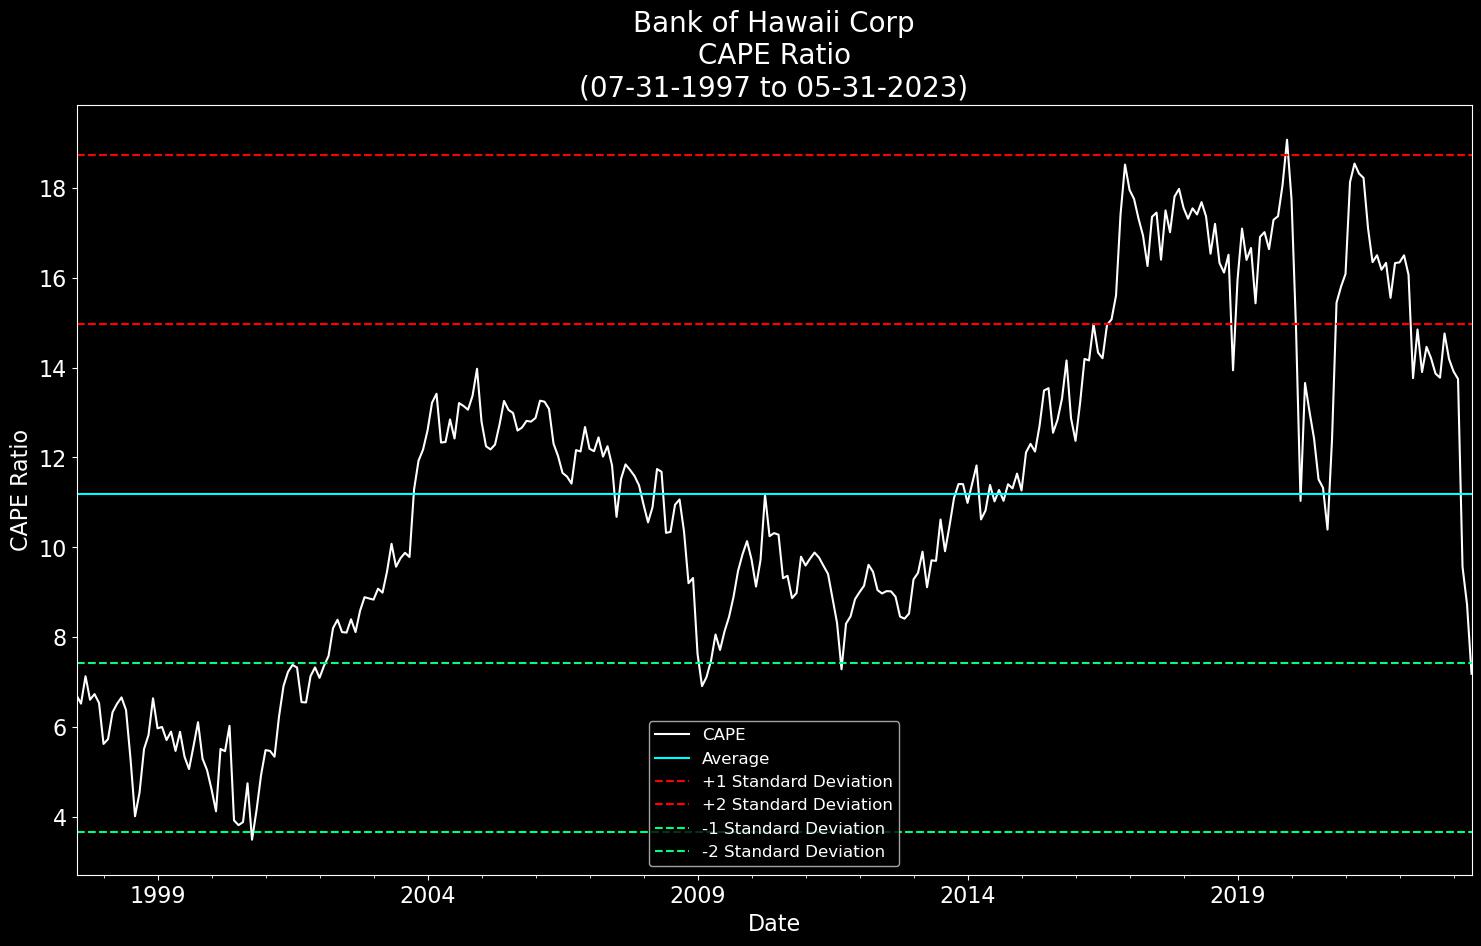 Bank of Hawaii Corp
CAPE Ratio
(07-31-1997 to 05-31-2023)
CAPE Ratio
18
16
14
12
10
8
6
4
CAPE
Average
+1 Standard Deviation
+2 Standard Deviation
-1 Standard Deviation
-2 Standard Deviation
1999
2004
2009
2014
2019
Date